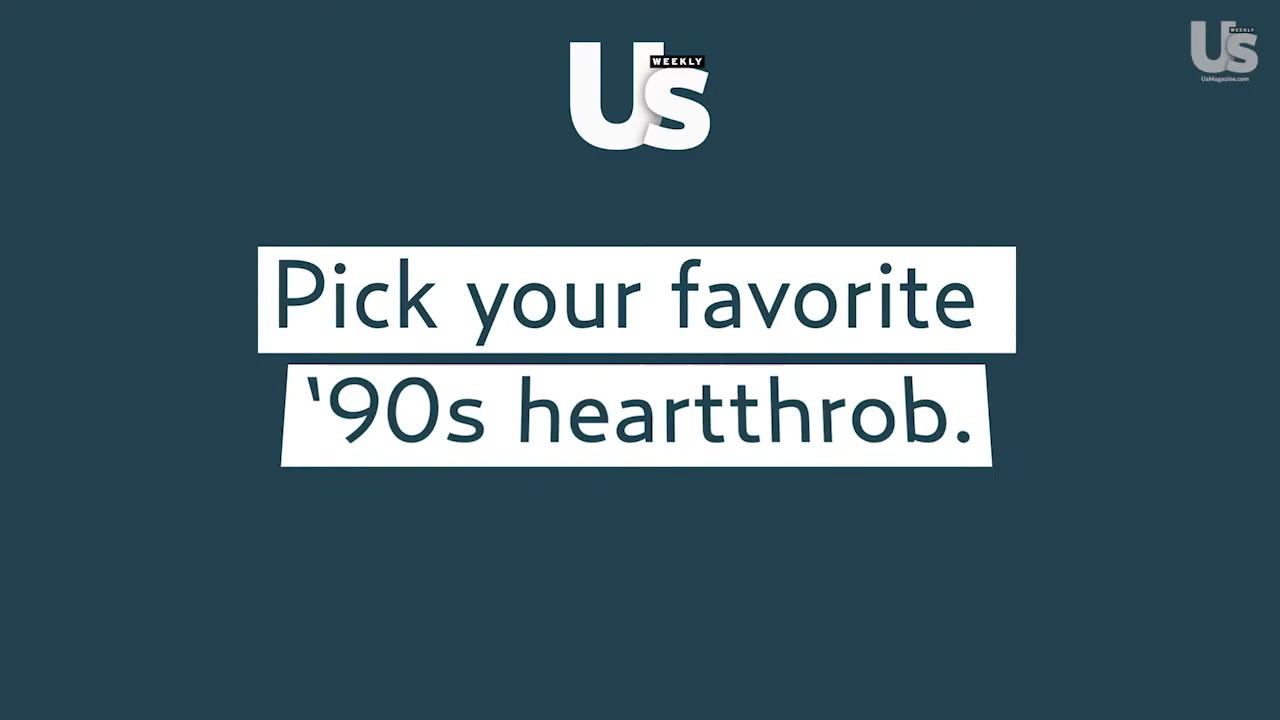 Us
WEEKLY
Us
WEEKLY
UsMagazine.com
Pick your favorite
‘90s heartthrob.